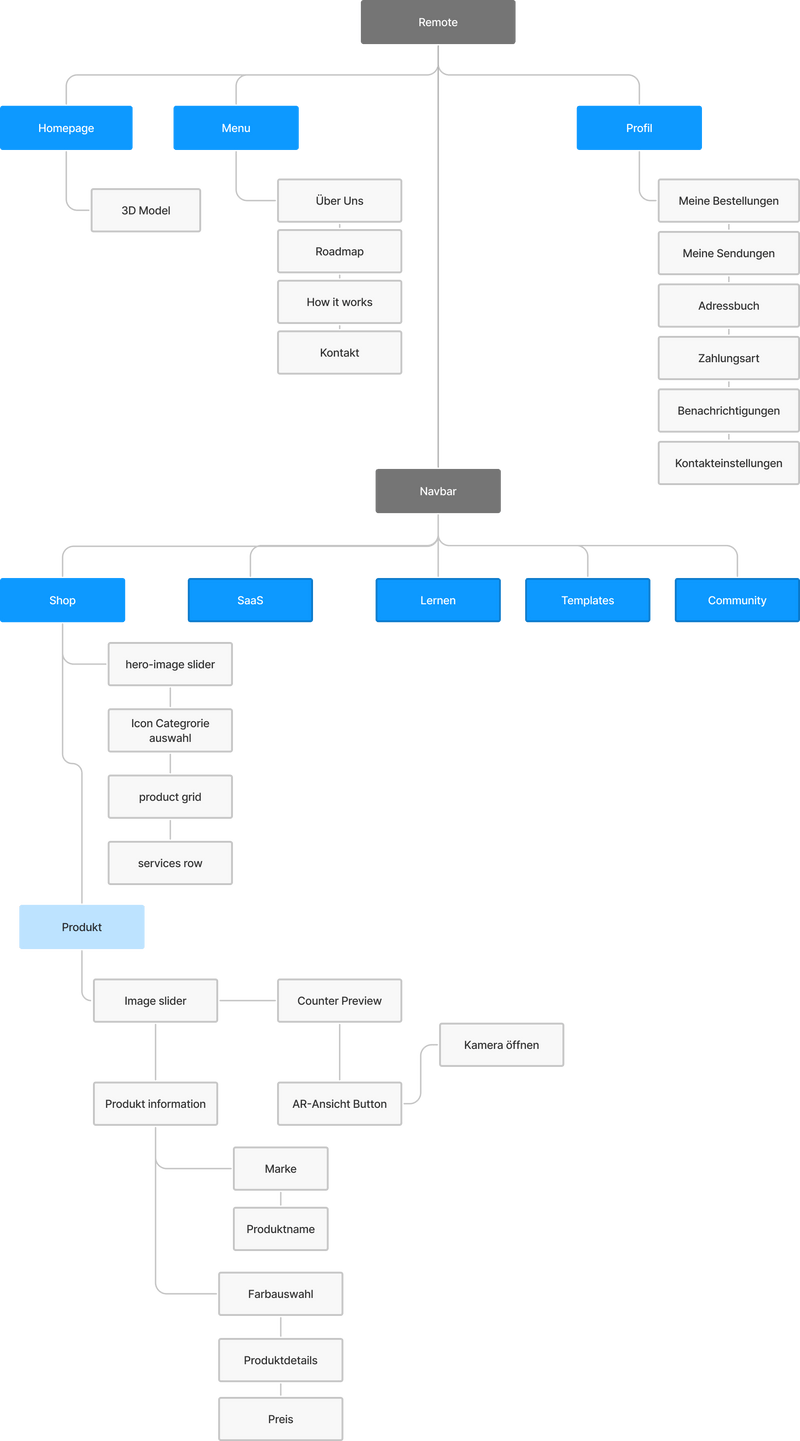 Remote
Homepage
Menu
Profil
3D Model
Über Uns
Roadmap
How it works
Kontakt
Meine Bestellungen
Meine Sendungen
Adressbuch
Zahlungsart
Benachrichtigungen
Kontakteinstellungen
Navbar
Shop
SaaS
Lernen
Templates
Community
hero-image slider
Icon Categrorie
auswahl
product grid
services row
Produkt
Image slider
Counter Preview
Kamera öffnen
Produkt information
AR-Ansicht Button
Marke
Produktname
Farbauswahl
Produktdetails
Preis